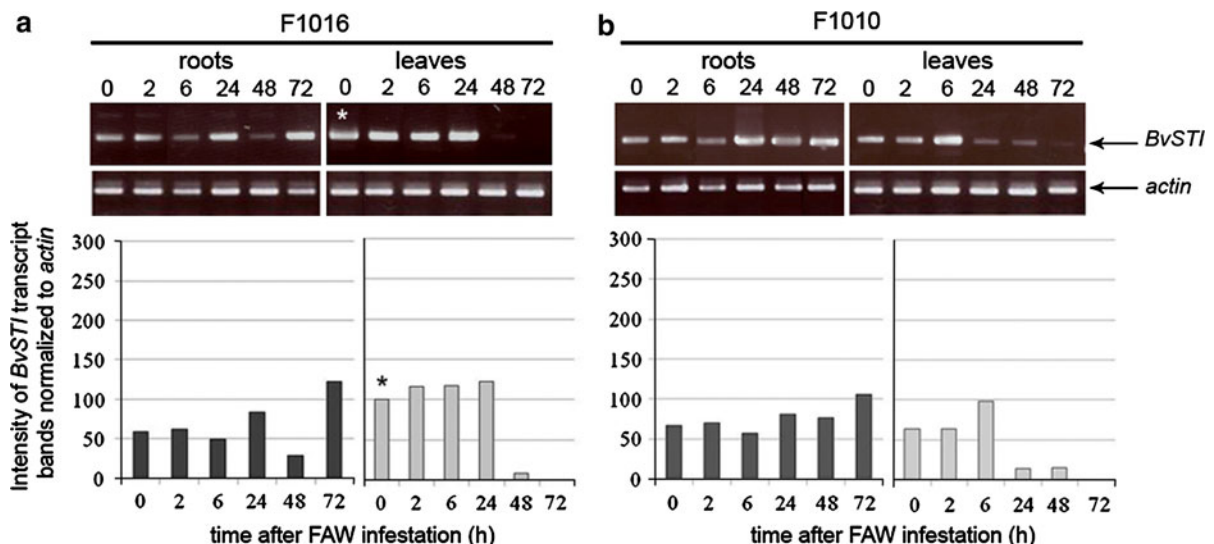 a F1016 b F1010
roots leaves roots leaves
0 2 6 24 48 72 0 2 6 24 48 72 0 2 6 24 48 72 0 2 6 24 48 72
*
BvSTI
actin
Intensity of BvSTI transcript
bands normalized to actin
300 300
250 250
200 200
150 150
100 * 100
50 50
0 0
0 2 6 24 48 72 0 2 6 24 48 72 0 2 6 24 48 72 0 2 6 24 48 72
time after FAW infestation (h) time after FAW infestation (h)